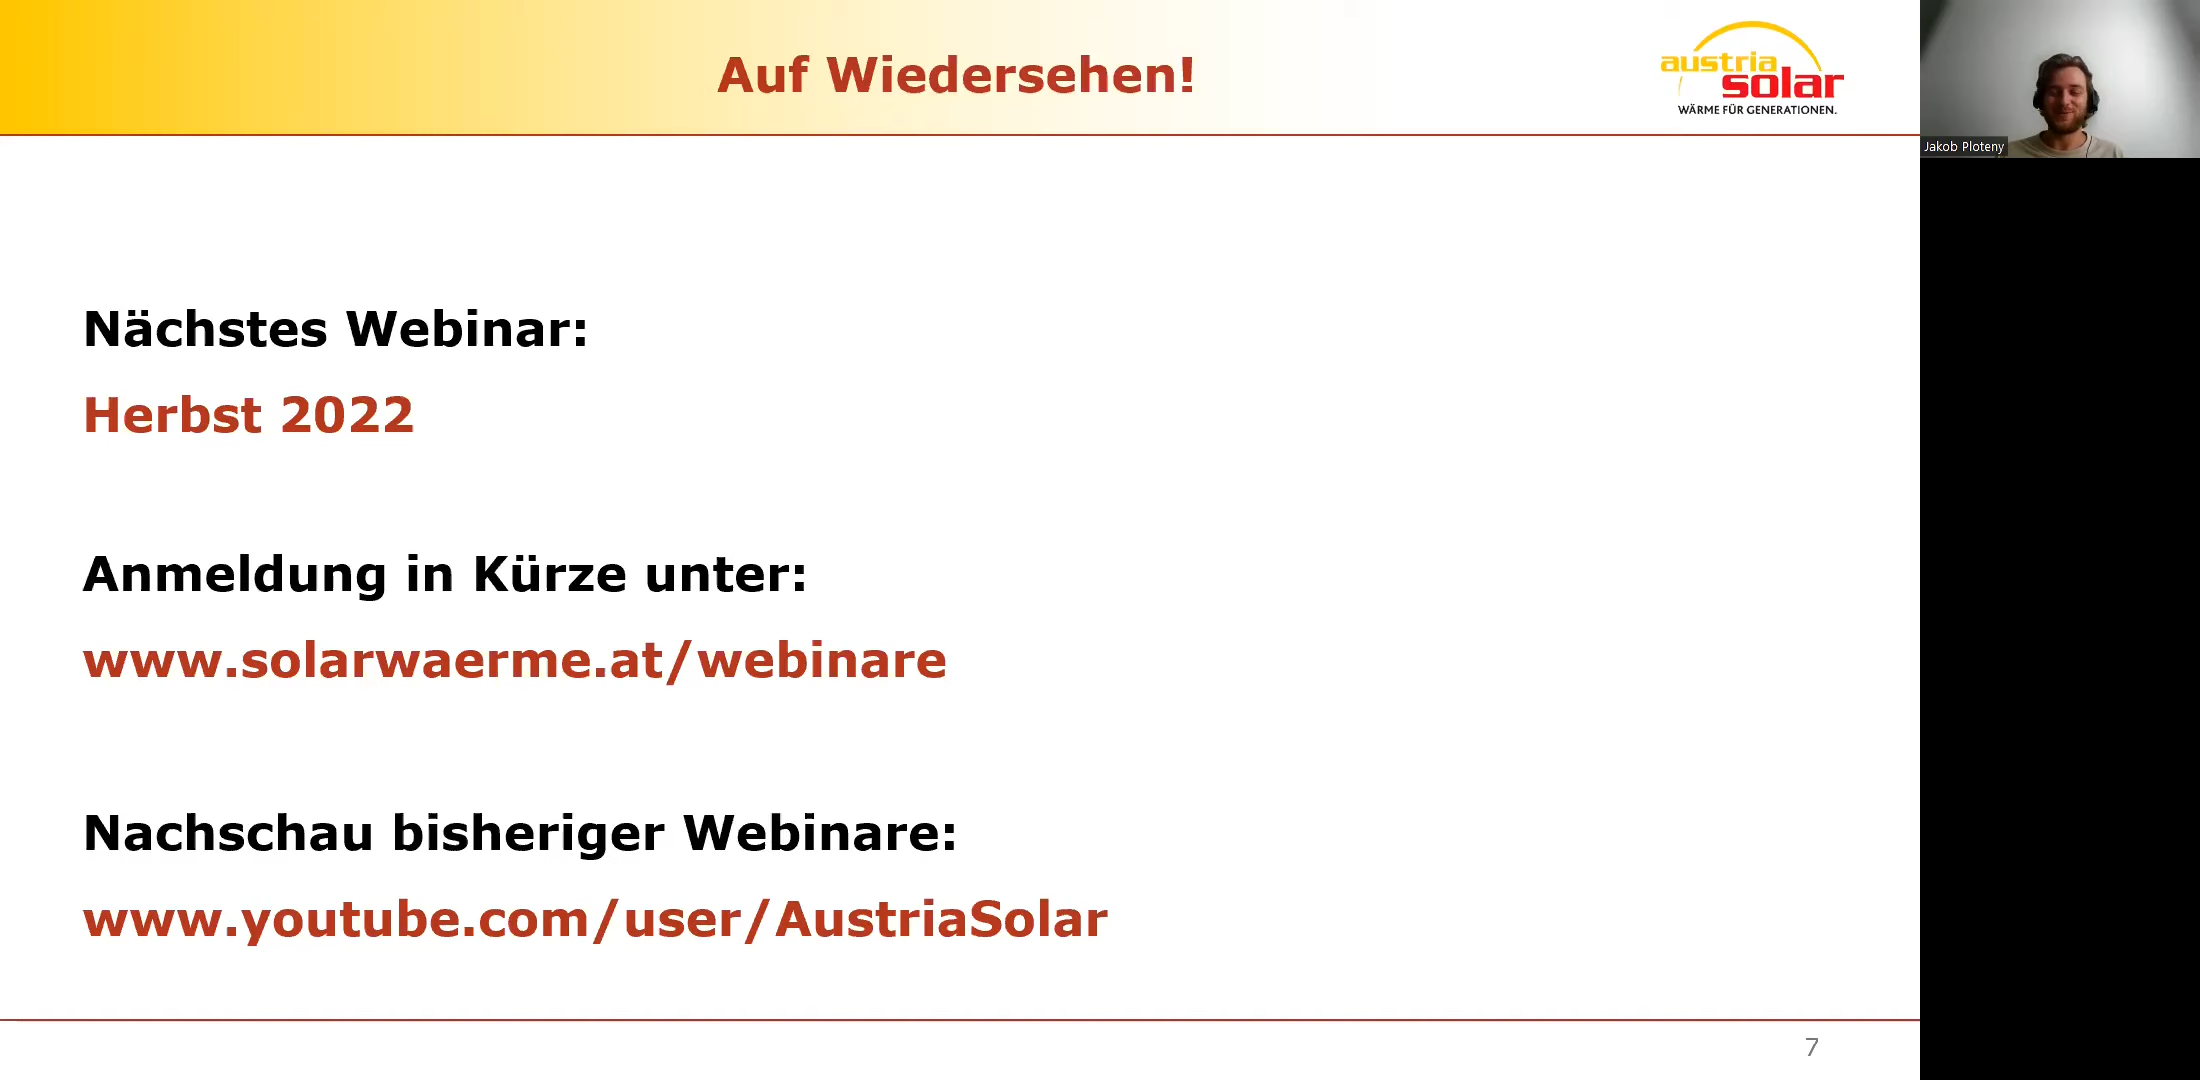 Auf Wiedersehen!
austria
solar
WÄRME FÜR GENERATIONEN.
Jakob Ploteny
Nächstes Webinar:
Herbst 2022
Anmeldung in Kürze unter:
www.solarwaerme.at/webinare
Nachschau bisheriger Webinare:
www.youtube.com/user/AustriaSolar
7